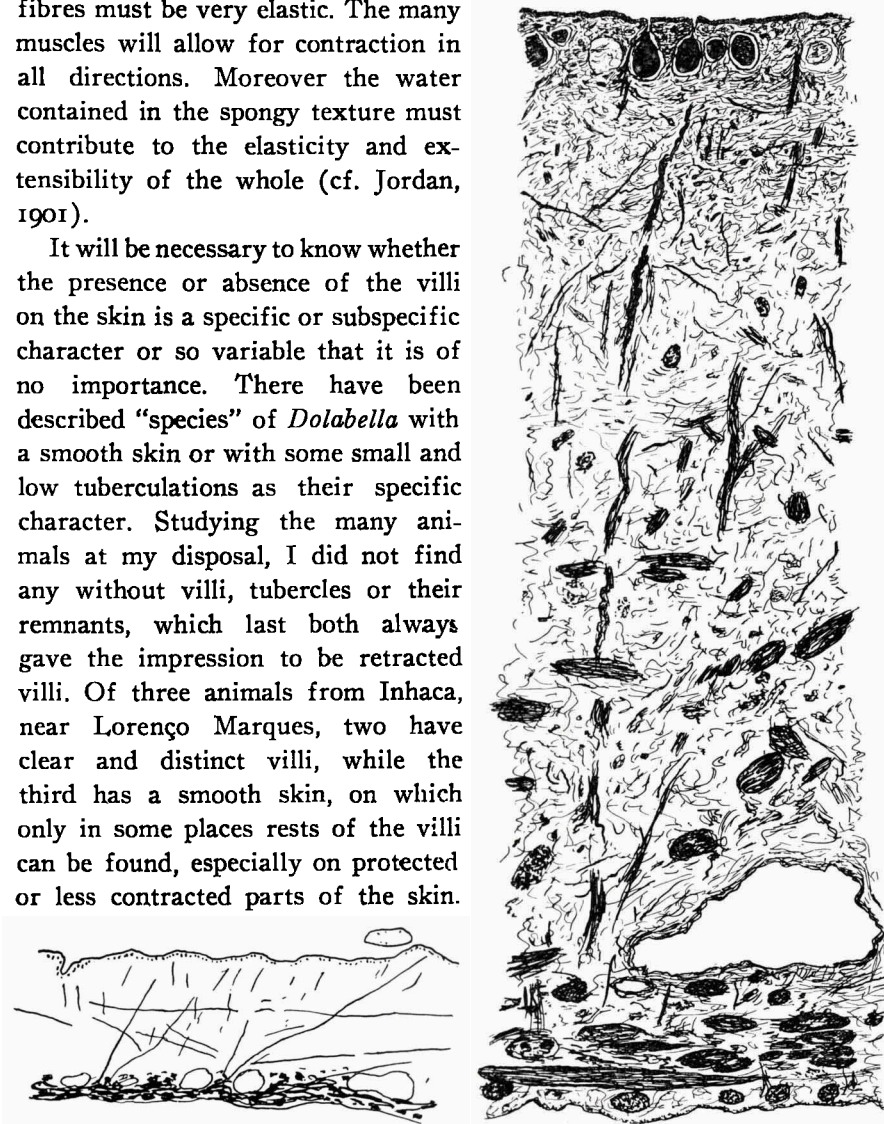 fibres must be very elastic. The many
muscles will allow for contraction in
all directions. Moreover the water
contained in the spongy texture must
contribute to the elasticity and ex-
tensibility of the whole (cf. Jordan,
1901).
It will be necessary to know whether
the presence or absence of the villi
on the skin is a specific or subspecific
character or so variable that it is of
no importance. There have been
described "species" of Dolabella with
a smooth skin or with some small and
low tuberculations as their specific
character. Studying the many ani-
mals at my disposal, I did not find
any without villi, tubercles or their
remnants, which last both always
gave the impression to be retracted
villi. Of three animals from Inhaca,
near Lorenço Marques, two have
clear and distinct villi, while the
third has a smooth skin, on which
only in some places rests of the villi
can be found, especially on protected
or less contracted parts of the skin.